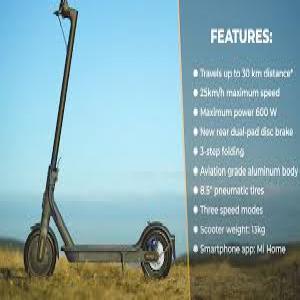 FEATURES:
Travels up to 30 km distance*
25km/h maximum speed
Maximum power 600 W
New rear dual-pad disc brake
3-step folding
Aviation grade aluminum body
8.5" pneumatic tires
Three speed modes
Scooter weight: 13kg
Smartphone app: Mi Home